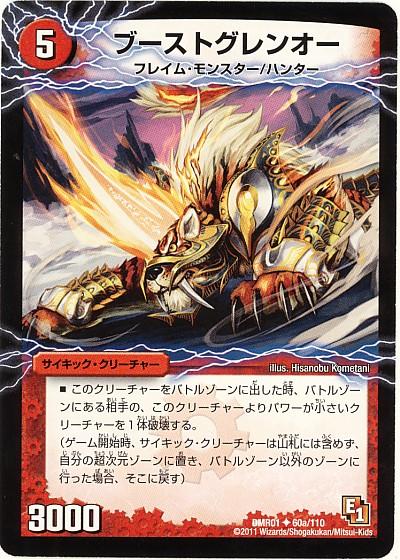 5
ブーストグレンオー
フレイム・モンスター/ハンター
illus. Hisanobu Kometani
サイキック・クリーチャー
■ このクリーチャーをバトルゾーンに出した時、バトルゾ
ーンにある相手の、このクリーチャーよりパワーが小さいク
リーチャーを1体破壊する。
(ゲーム開始時、サイキック・クリーチャーは山札には含めず、
自分の超次元ゾーンに置き、バトルゾーン以外のゾーン
に行った場合、そこに戻す)
3000
DMR01 ◆ 60a/110
©2011 Wizards/Shogakukan/Mitsui-Kids
E1